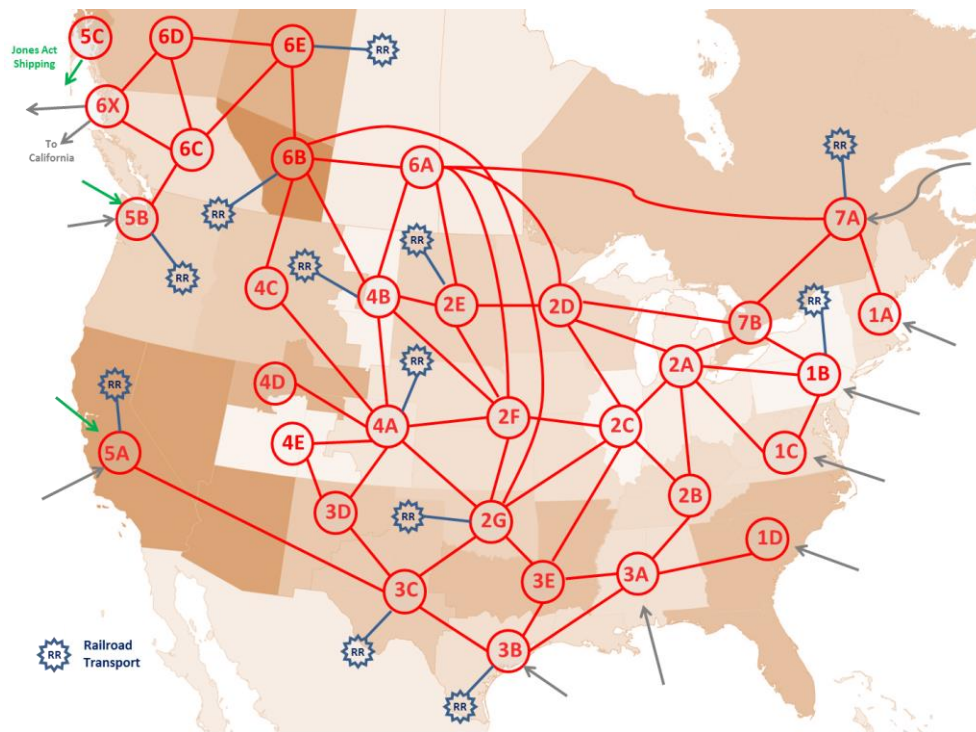 5C
6D
6E
RR
Jones Act
Shipping
6X
To
California
6C
6B
6A
RR
7A
RR
5B
RR
RR
RR
4C
4B
2E
2D
7B
RR
1A
2A
1B
RR
RR
4D
4A
2F
2C
5A
4E
1C
2B
3D
RR
2G
1D
3C
3E
3A
RR
Railroad
Transport
RR
3B
RR